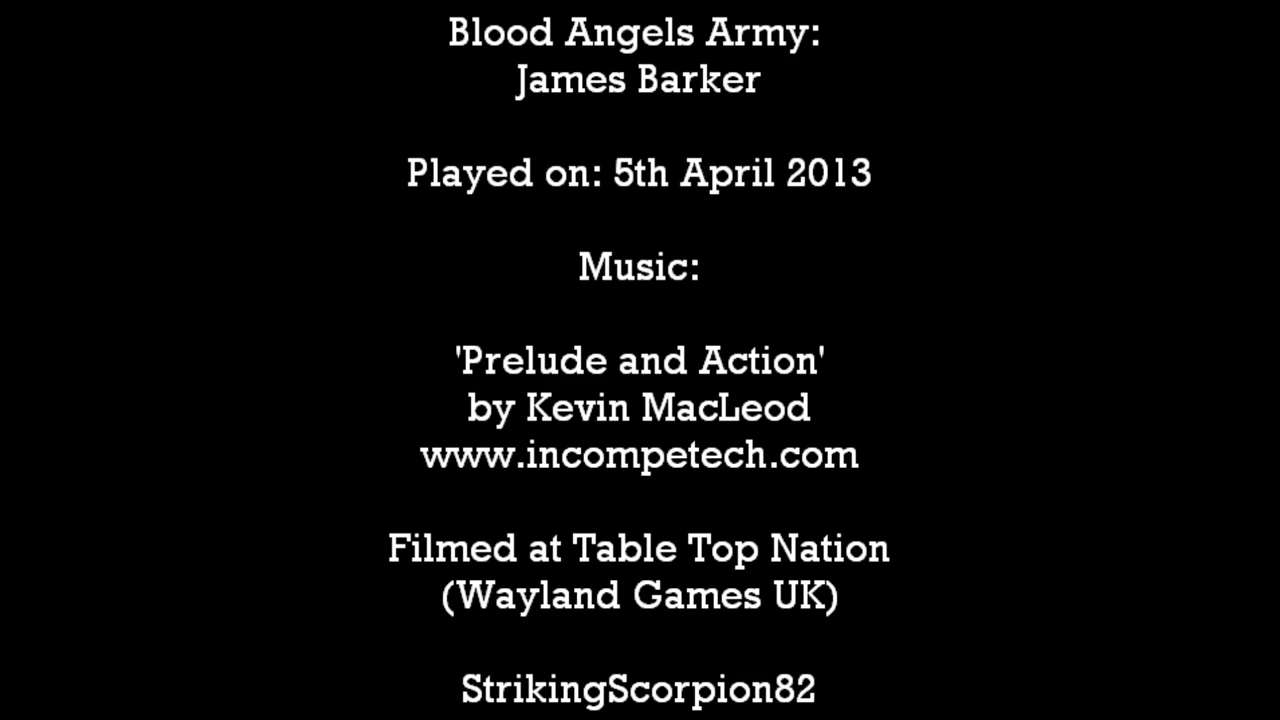 Blood Angels Army:
James Barker
Played on: 5th April 2013
Music:
'Prelude and Action'
by Kevin MacLeod
www.incompetech.com
Filmed at Table Top Nation
(Wayland Games UK)
StrikingScorpion82